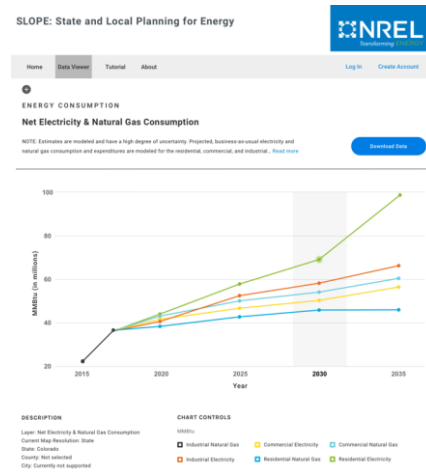 SLOPE: State and Local Planning for Energy
NREL
Transforming ENERGY
Home Data Viewer Tutorial About Log In Create Account
ENERGY CONSUMPTION
Net Electricity & Natural Gas Consumption
NOTE: Estimates are modeled and have a high degree of uncertainty. Projected, business-as-usual electricity and
natural gas consumption and expenditures are modeled for the residential, commercial, and industrial... Read more
Download Data
100
80
60
40
20
MMBtu (in millions)
2015 2020 2025 2030 2035
Year
DESCRIPTION
Layer: Net Electricity & Natural Gas Consumption
Current Map Resolution: State
State: Colorado
County: Not selected
City: Currently not supported
CHART CONTROLS
MMBtu
Industrial Natural Gas Commercial Electricity Commercial Natural Gas
Industrial Electricity Residential Natural Gas Residential Electricity